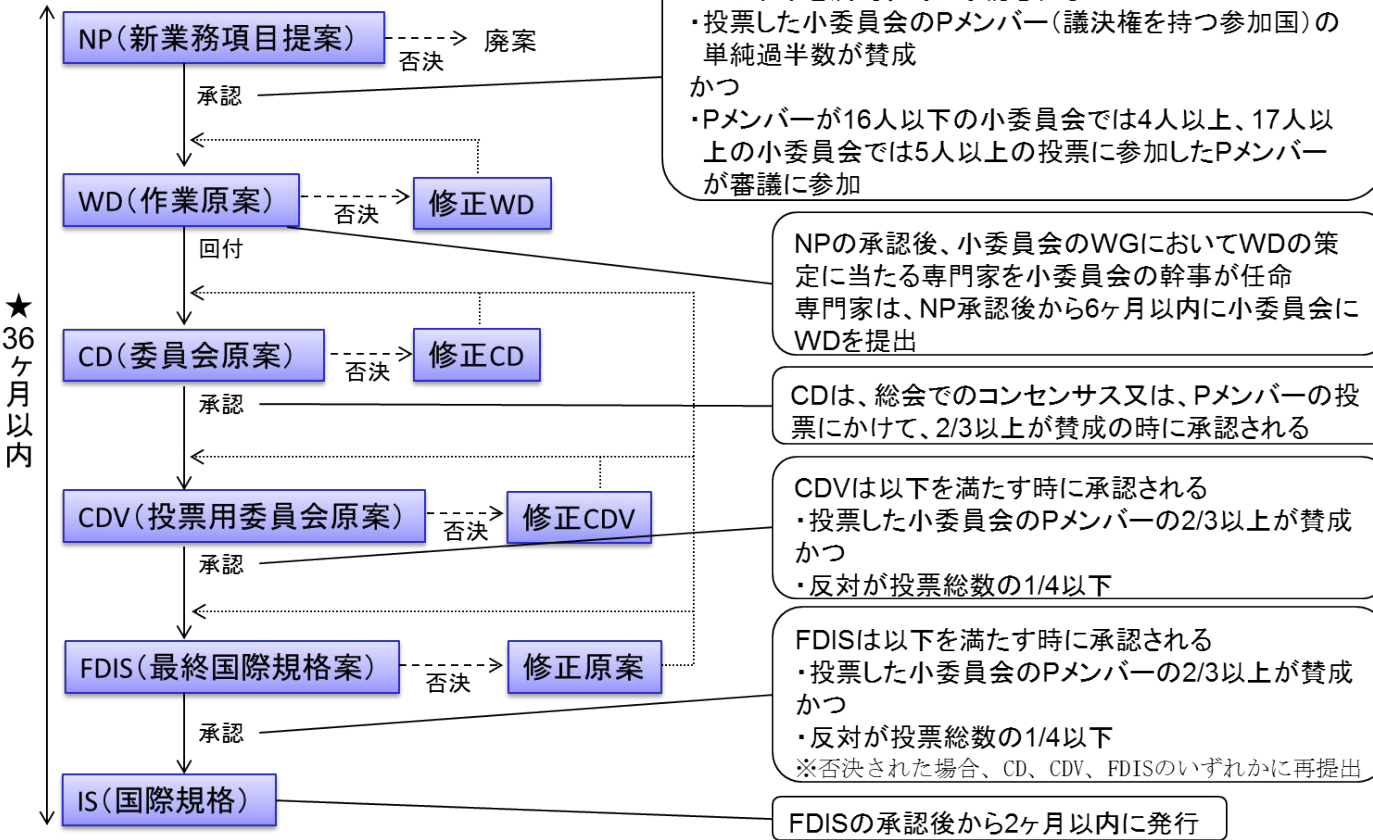 ・投票した小委員会のPメンバー（議決権を持つ参加国）の
単純過半数が賛成
かつ
・Pメンバーが16人以下の小委員会では4人以上、17人以
上の小委員会では5人以上の投票に参加したPメンバー
が審議に参加
NP（新業務項目提案）
否決
廃案
承認
WD（作業原案）
否決
修正WD
回付
NPの承認後、小委員会のWGにおいてWDの策
定に当たる専門家を小委員会の幹事が任命
専門家は、NP承認後から6ヶ月以内に小委員会に
WDを提出
★
36
ヶ
月
以
内
CD（委員会原案）
否決
修正CD
承認
CDは、総会でのコンセンサス又は、Pメンバーの投
票にかけて、2/3以上が賛成の時に承認される
CDV（投票用委員会原案）
否決
修正CDV
承認
CDVは以下を満たす時に承認される
・投票した小委員会のPメンバーの2/3以上が賛成
かつ
・反対が投票総数の1/4以下
FDIS（最終国際規格案）
否決
修正原案
承認
FDISは以下を満たす時に承認される
・投票した小委員会のPメンバーの2/3以上が賛成
かつ
・反対が投票総数の1/4以下
※否決された場合、CD、CDV、FDISのいずれかに再提出
IS（国際規格）
FDISの承認後から2ヶ月以内に発行